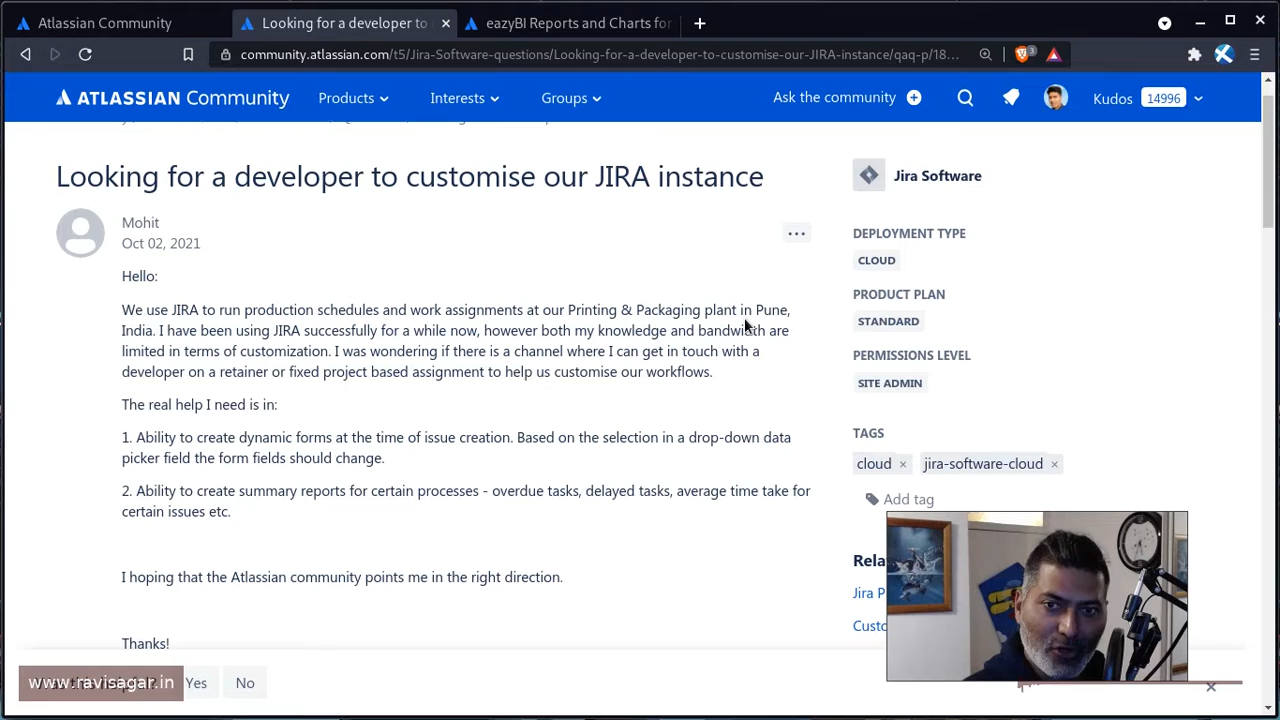 Atlassian Community
Looking for a developer to
eazyBI Reports and Charts for
community.atlassian.com/t5/Jira-Software-questions/Looking-for-a-developer-to-customise-our-JIRA-instance/qaq-p/18...
3
ATLASSIAN Community
Products
Interests
Groups
Ask the community
Kudos
14996
Looking for a developer to customise our JIRA instance
Mohit
Oct 02, 2021
Hello:
We use JIRA to run production schedules and work assignments at our Printing & Packaging plant in Pune,
India. I have been using JIRA successfully for a while now, however both my knowledge and bandwidth are
limited in terms of customization. I was wondering if there is a channel where I can get in touch with a
developer on a retainer or fixed project based assignment to help us customise our workflows.
The real help I need is in:
1. Ability to create dynamic forms at the time of issue creation. Based on the selection in a drop-down data
picker field the form fields should change.
2. Ability to create summary reports for certain processes - overdue tasks, delayed tasks, average time take for
certain issues etc.
I hoping that the Atlassian community points me in the right direction.
Thanks!
Jira Software
DEPLOYMENT TYPE
CLOUD
PRODUCT PLAN
STANDARD
PERMISSIONS LEVEL
SITE ADMIN
TAGS
cloud ×
jira-software-cloud ×
Add tag
Rela
Jira P
Custo
www.ravisagar.in
Yes
No